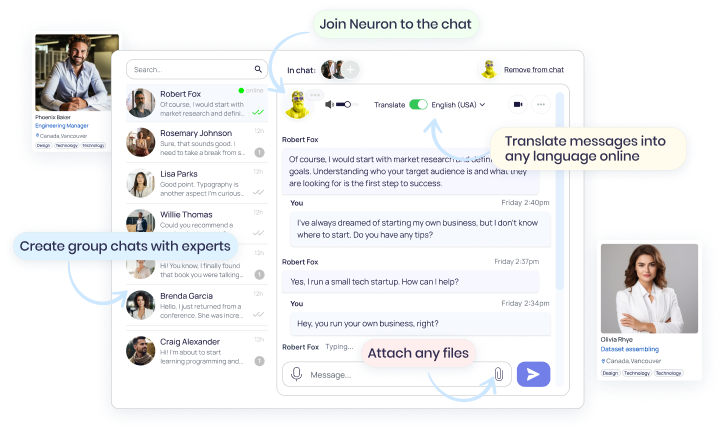 Join Neuron to the chat
Phoenix Baker
Engineering Manager
Canada, Vancouver
Design Technology Technology
Search...
In chat:
Remove from chat
Robert Fox
online
Of course, I would start with
market research and defini...
Translate
English (USA)
Rosemary Johnson
12h
Sure, that sounds good. I
need to take a break from s...
1
Translate messages into
any language online
Robert Fox
Of course, I would start with market research and defin
goals. Understanding who your target audience is and what they
are looking for is the first step to success.
Lisa Parks
12h
Good point. Typography is
another aspect I'm curious...
You
Friday 2:40pm
Willie Thomas
12h
Could you recommend a
I've always dreamed of starting my own business, but I don't know
where to start. Do you have any tips?
Create group chats with experts
12h
Hi! You know, I finally found
that book you were talking...
1
Robert Fox
Friday 2:37pm
Yes, I run a small tech startup. How can I help?
Brenda Garcia
12h
Hello, I just returned from a
conference. She was incre...
You
Friday 2:34pm
Hey, you run your own business, right?
Craig Alexander
12h
Hi! I'm about to start
learning programming and...
1
Robert Fox
Typing...
Attach any files
Message...
Olivia Rhye
Dataset assembling
Canada, Vancouver
Design Technology Technology